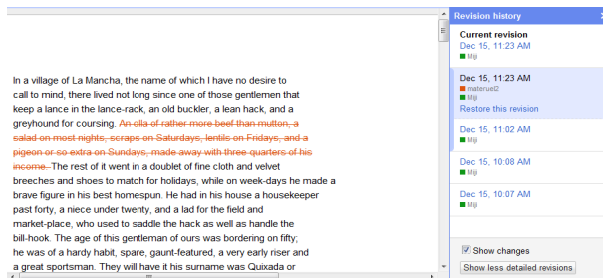 In a village of La Mancha, the name of which I have no desire to
call to mind, there lived not long since one of those gentlemen that
keep a lance in the lance-rack, an old buckler, a lean hack, and a
greyhound for coursing. An olla of rather more beef than mutton, a
salad on most nights, scraps on Saturdays, lentils on Fridays, and a
pigeon or so extra on Sundays, made away with three quarters of his
income. The rest of it went in a doublet of fine cloth and velvet
breeches and shoes to match for holidays, while on week-days he made a
brave figure in his best homespun. He had in his house a housekeeper
past forty, a niece under twenty, and a lad for the field and
market-place, who used to saddle the hack as well as handle the
bill-hook. The age of this gentleman of ours was bordering on fifty;
he was of a hardy habit, spare, gaunt-featured, a very early riser and
a great sportsman. They will have it his surname was Quixada or
Revision history
Current revision
Dec 15, 11:23 AM
Miji
Dec 15, 11:23 AM
materuel2
Miji
Restore this revision
Dec 15, 11:02 AM
Miji
Dec 15, 10:08 AM
Miji
Dec 15, 10:07 AM
Miji
Show changes
Show less detailed revisions